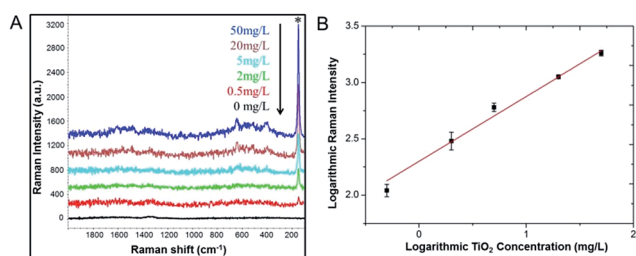 A
Raman Intensity (a.u.)
3200
2800
2400
2000
1600
1200
800
400
0
50mg/L
20mg/L
5mg/L
2mg/L
0.5mg/L
0 mg/L
*
1800 1600 1400 1200 1000 800 600 400 200
Raman shift (cm⁻¹)
B
Logarithmic Raman Intensity
3.5
3.0
2.5
2.0
0 1 2
Logarithmic TiO₂ Concentration (mg/L)